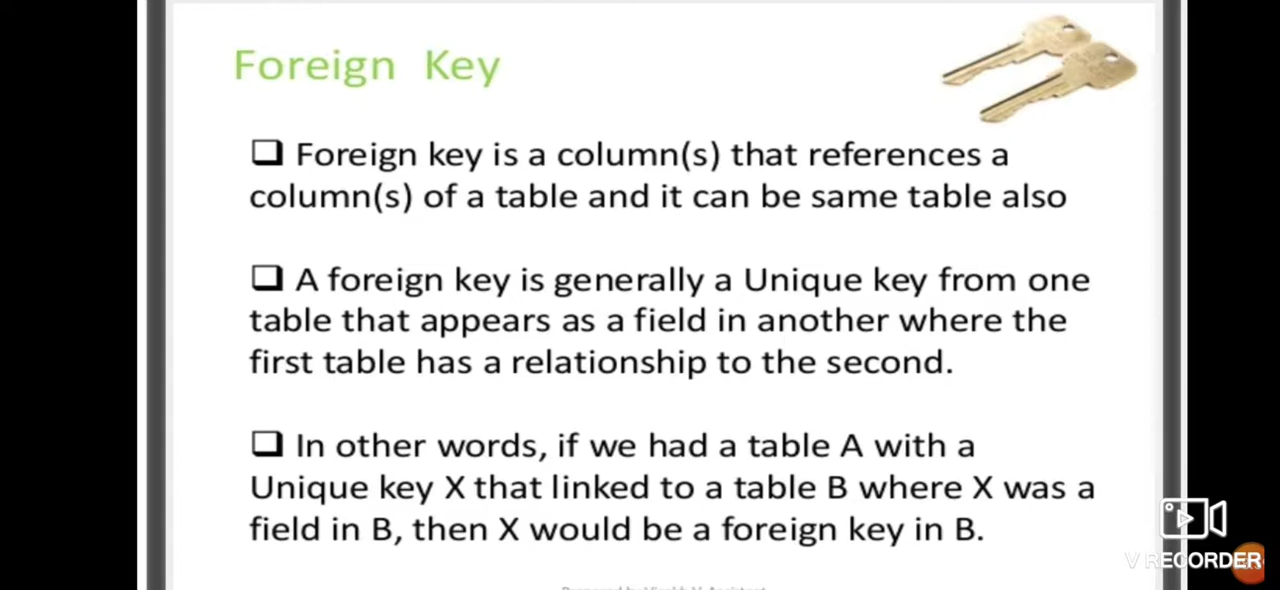 Foreign Key
❑ Foreign key is a column(s) that references a
column(s) of a table and it can be same table also
❑ A foreign key is generally a Unique key from one
table that appears as a field in another where the
first table has a relationship to the second.
❑ In other words, if we had a table A with a
Unique key X that linked to a table B where X was a
field in B, then X would be a foreign key in B.
V RECORDER